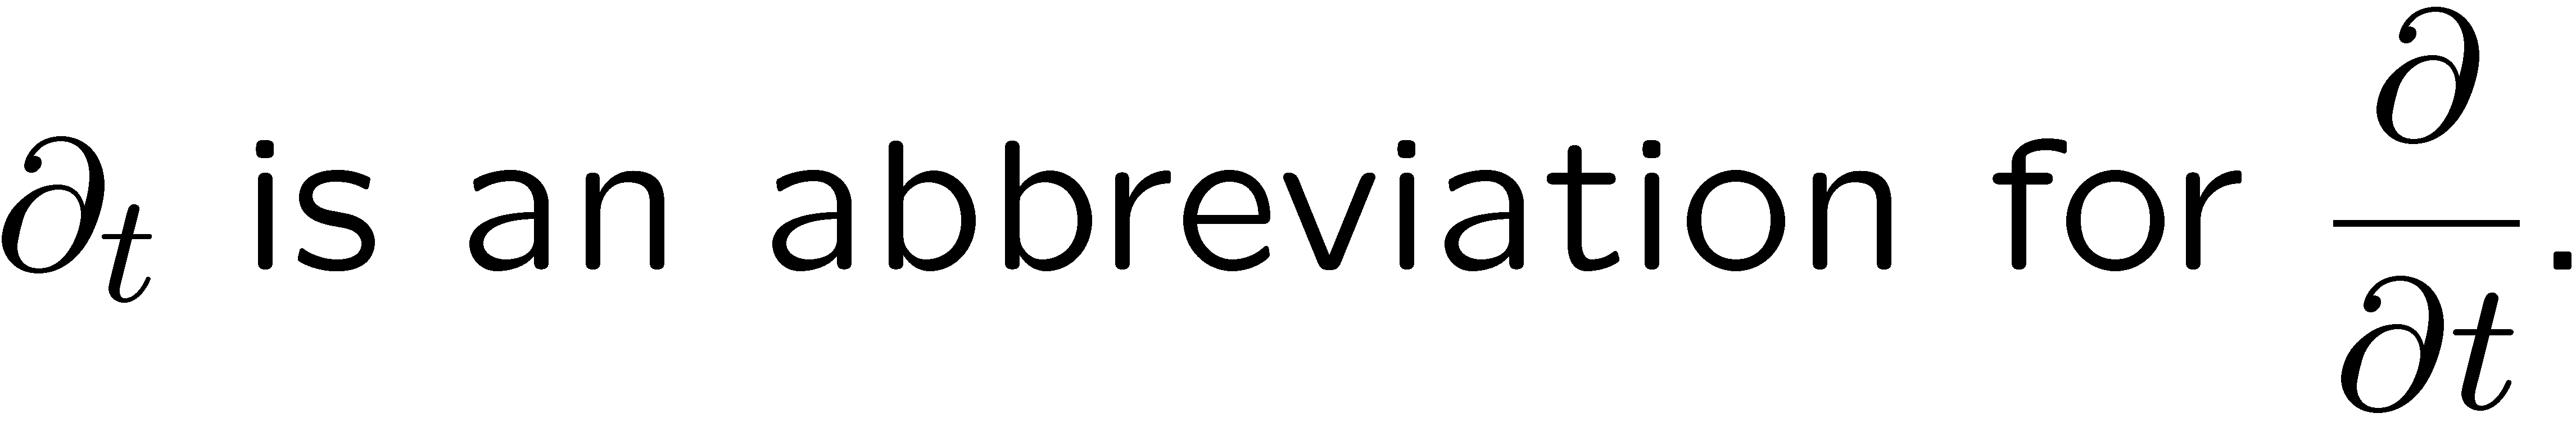 ∂_t is an abbreviation for ∂/∂t.